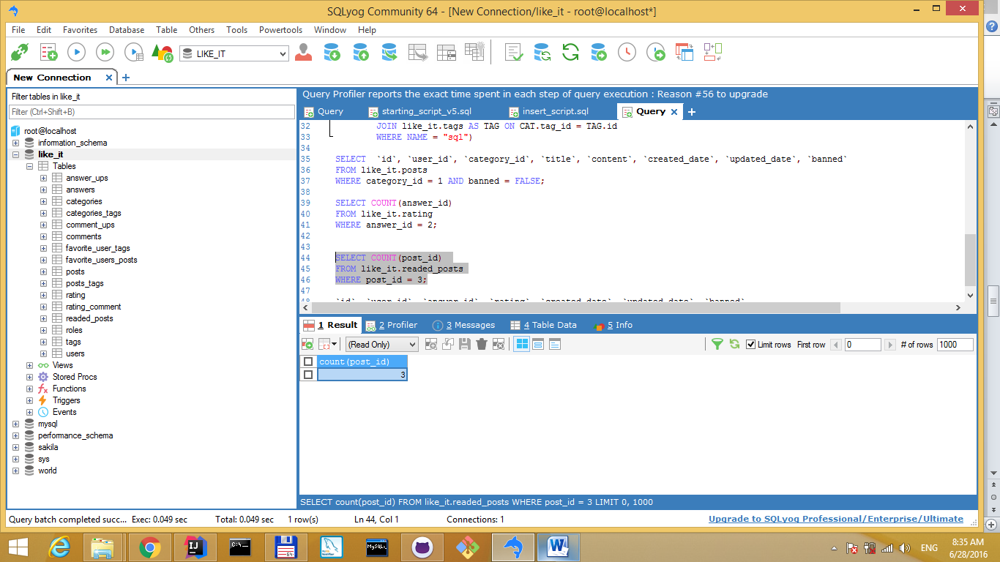 SQLyog Community 64 - [New Connection/like_it - root@localhost*]
File Edit Favorites Database Table Others Tools Powertools Window Help
LIKE_IT
New Connection
Filter tables in like_it
Filter (Ctrl+Shift+B)
root@localhost
information_schema
like_it
Tables
answer_ups
answers
categories
categories_tags
comment_ups
comments
favorite_user_tags
favorite_users_posts
posts
posts_tags
rating
rating_comment
readed_posts
roles
tags
users
Views
Stored Procs
Functions
Triggers
Events
mysql
performance_schema
sakila
sys
world
Query Profiler reports the exact time spent in each step of query execution : Reason #56 to upgrade
Query starting_script_v5.sql insert_script.sql Query
32 JOIN like_it.tags AS TAG ON CAT.tag_id = TAG.id
33 WHERE NAME = "sql")
34
35 SELECT `id`, `user_id`, `category_id`, `title`, `content`, `created_date`, `updated_date`, `banned`
36 FROM like_it.posts
37 WHERE category_id = 1 AND banned = FALSE;
38
39 SELECT COUNT(answer_id)
40 FROM like_it.rating
41 WHERE answer_id = 2;
42
43
44 SELECT COUNT(post_id)
45 FROM like_it.readed_posts
46 WHERE post_id = 3;
47
48 `id`, `user_id`, `answer_id`, `rating`, `created_date`, `updated_date`, `banned`
1 Result 2 Profiler 3 Messages 4 Table Data 5 Info
(Read Only) Limit rows First row 0 # of rows 1000
count(post_id)
3
SELECT count(post_id) FROM like_it.readed_posts WHERE post_id = 3 LIMIT 0, 1000
Query batch completed succ... Exec: 0.049 sec Total: 0.049 sec 1 row(s) Ln 44, Col 1 Connections: 1 Upgrade to SQLyog Professional/Enterprise/Ultimate
ENG
8:35 AM
6/28/2016